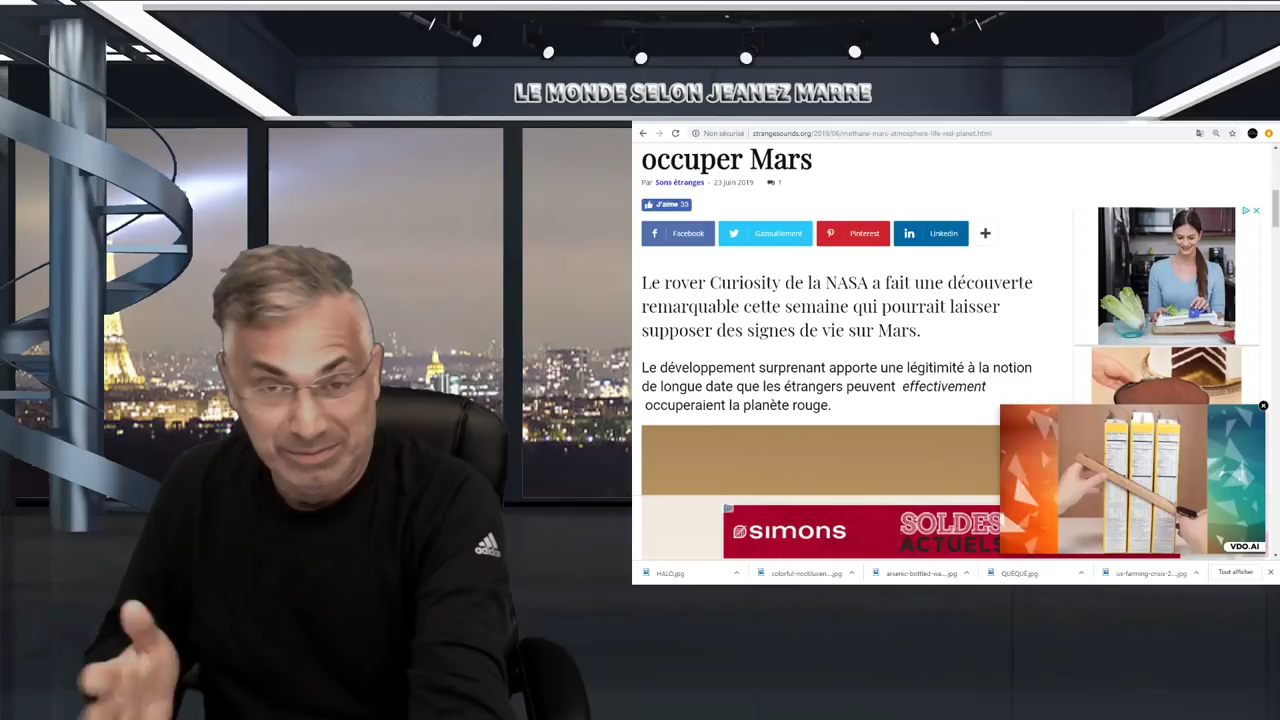 LE MONDE SELON JEANEZ MARRE
Non sécurisé
strangesounds.org/2019/06/methane-mars-atmosphere-life-red-planet.html
occuper Mars
Par Sons étranges - 23 juin 2019 1
J'aime 33
Facebook
Gazouillement
Pinterest
Linkedin
Le rover Curiosity de la NASA a fait une découverte
remarquable cette semaine qui pourrait laisser
supposer des signes de vie sur Mars.
Le développement surprenant apporte une légitimité à la notion
de longue date que les étrangers peuvent effectivement
occuperaient la planète rouge.
adidas
SIMONS
SOLDES
ACTUELS
VDO.AI
HALO.jpg
colorful-noctilucen....jpg
arsenic-bottled-wa....jpg
QUÉQUÉ.jpg
us-farming-crisis-2....jpg
Tout afficher